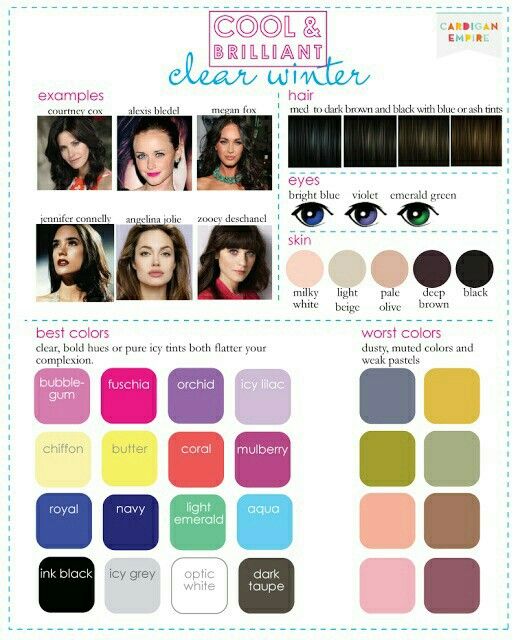 COOL &
BRILLIANT
clear winter
CARDIGAN
EMPIRE
examples
courtney cox alexis bledel megan fox
jennifer connelly angelina jolie zooey deschanel
hair
med to dark brown and black with blue or ash tints
eyes
bright blue violet emerald green
skin
milky white
light beige
pale olive
deep brown
black
best colors
clear, bold hues or pure icy tints both flatter your
complexion.
bubble-
gum
fuschia
orchid
icy lilac
chiffon
butter
coral
mulberry
royal
navy
light
emerald
aqua
ink black
icy grey
optic
white
dark
taupe
worst colors
dusty, muted colors and
weak pastels